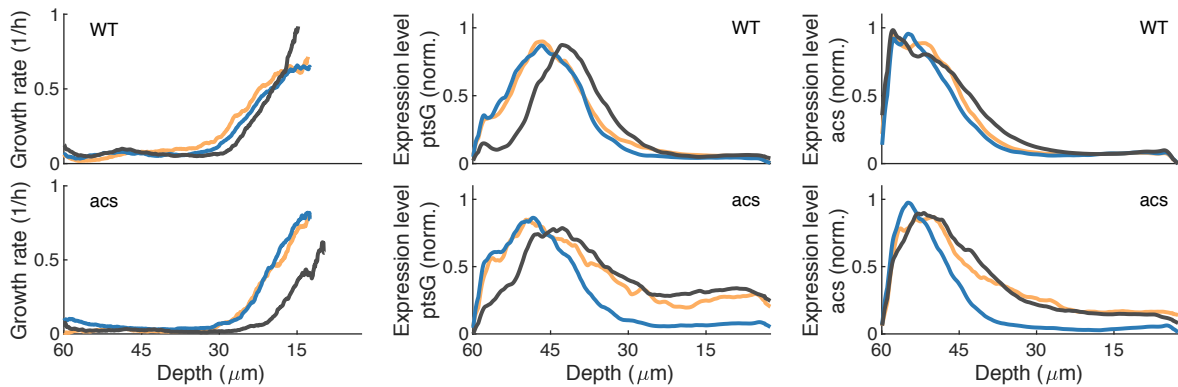 Growth rate (1/h)
1
0.5
0
WT
Expression level
ptsG (norm.)
1
0.5
0
WT
Expression level
acs (norm.)
1
0.5
0
WT
Growth rate (1/h)
1
0.5
0
acs
60 45 30 15
Depth (μm)
Expression level
ptsG (norm.)
1
0.5
0
acs
60 45 30 15
Depth (μm)
Expression level
acs (norm.)
1
0.5
0
acs
60 45 30 15
Depth (μm)